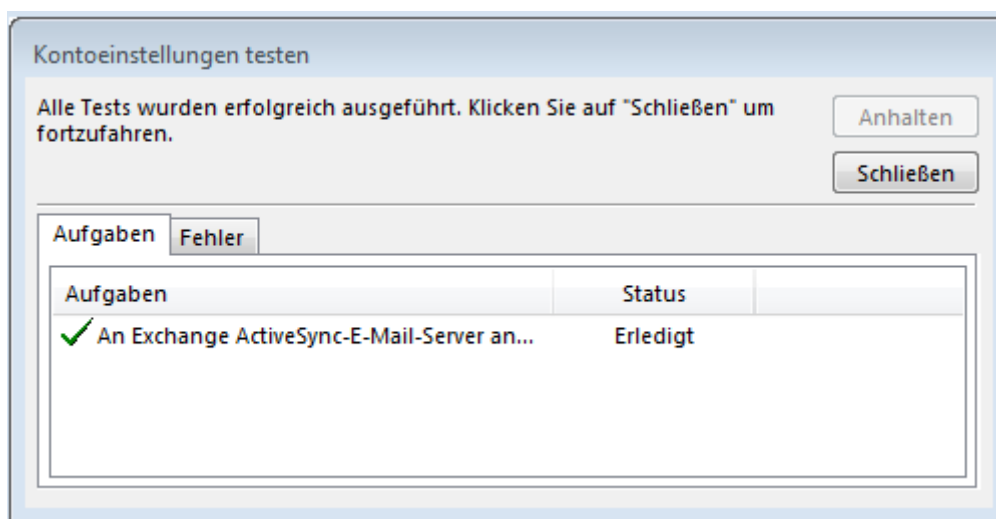 Kontoeinstellungen testen
Alle Tests wurden erfolgreich ausgeführt. Klicken Sie auf "Schließen" um
fortzufahren.
Anhalten
Schließen
Aufgaben Fehler
Aufgaben Status
An Exchange ActiveSync-E-Mail-Server an... Erledigt